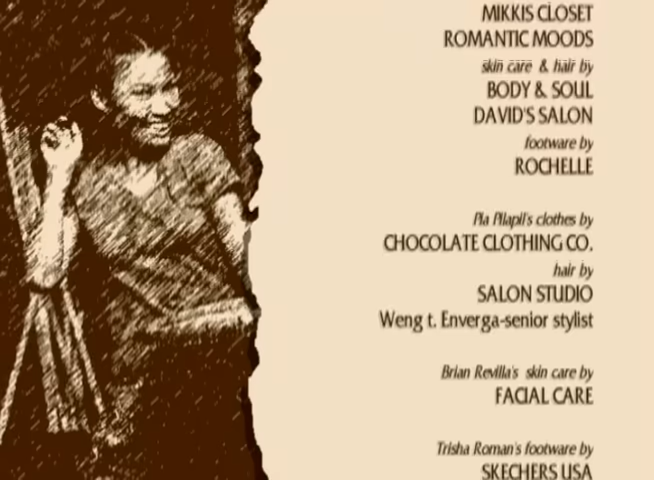 MIKKIS CLOSET
ROMANTIC MOODS
skin care & hair by
BODY & SOUL
DAVID'S SALON
footware by
ROCHELLE
Pia Pilapil's clothes by
CHOCOLATE CLOTHING CO.
hair by
SALON STUDIO
Weng t. Enverga-senior stylist
Brian Revilla's skin care by
FACIAL CARE
Trisha Roman's footware by
SKECHERS USA